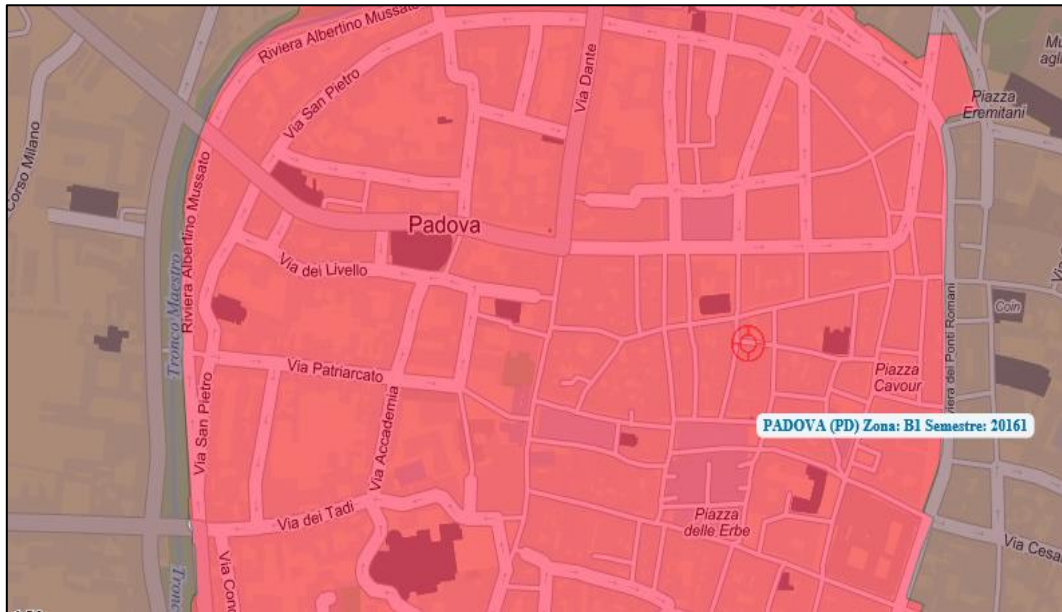 Riviera Albertino Mussato
Via San Pietro
Via Dante
Piazza
Eremitani
Corso Milano
Riviera Albertino Mussato
Padova
Via dei Livello
Tronco Maestro
Coin
Via Patriarcato
Piazza
Cavour
Riviera dei Ponti Romani
PADOVA (PD) Zona: B1 Semestre: 20161
Via San Pietro
Via Accademia
Via dei Tadi
Piazza
delle Erbe